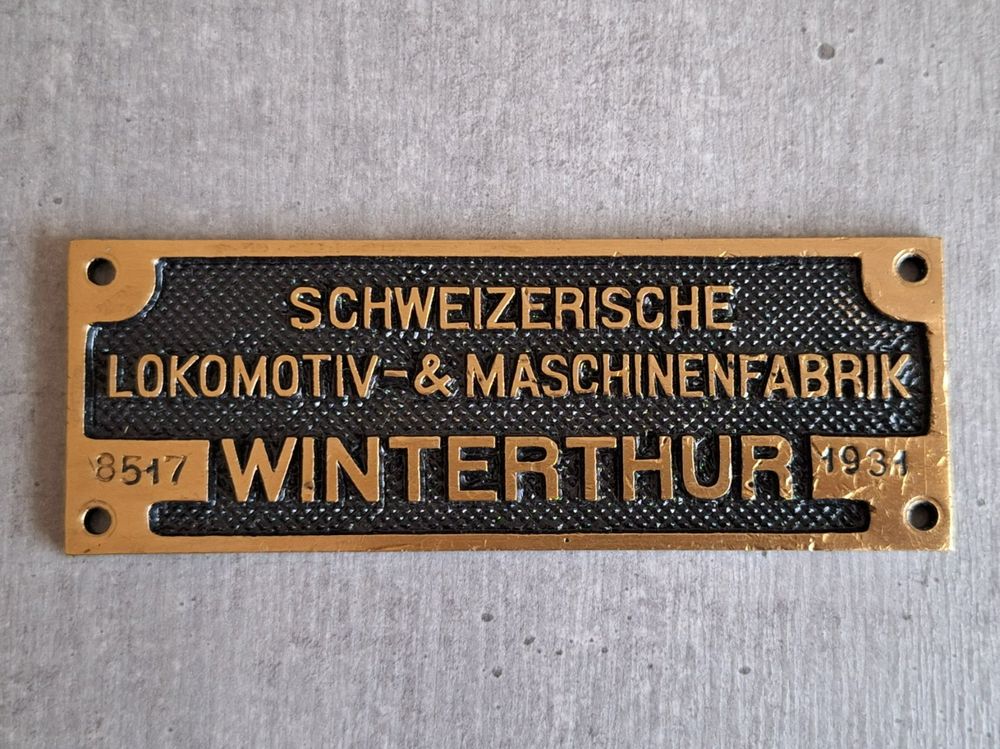 SCHWEIZERISCHE
LOKOMOTIV-& MASCHINENFABRIK
8517 WINTERTHUR 1931